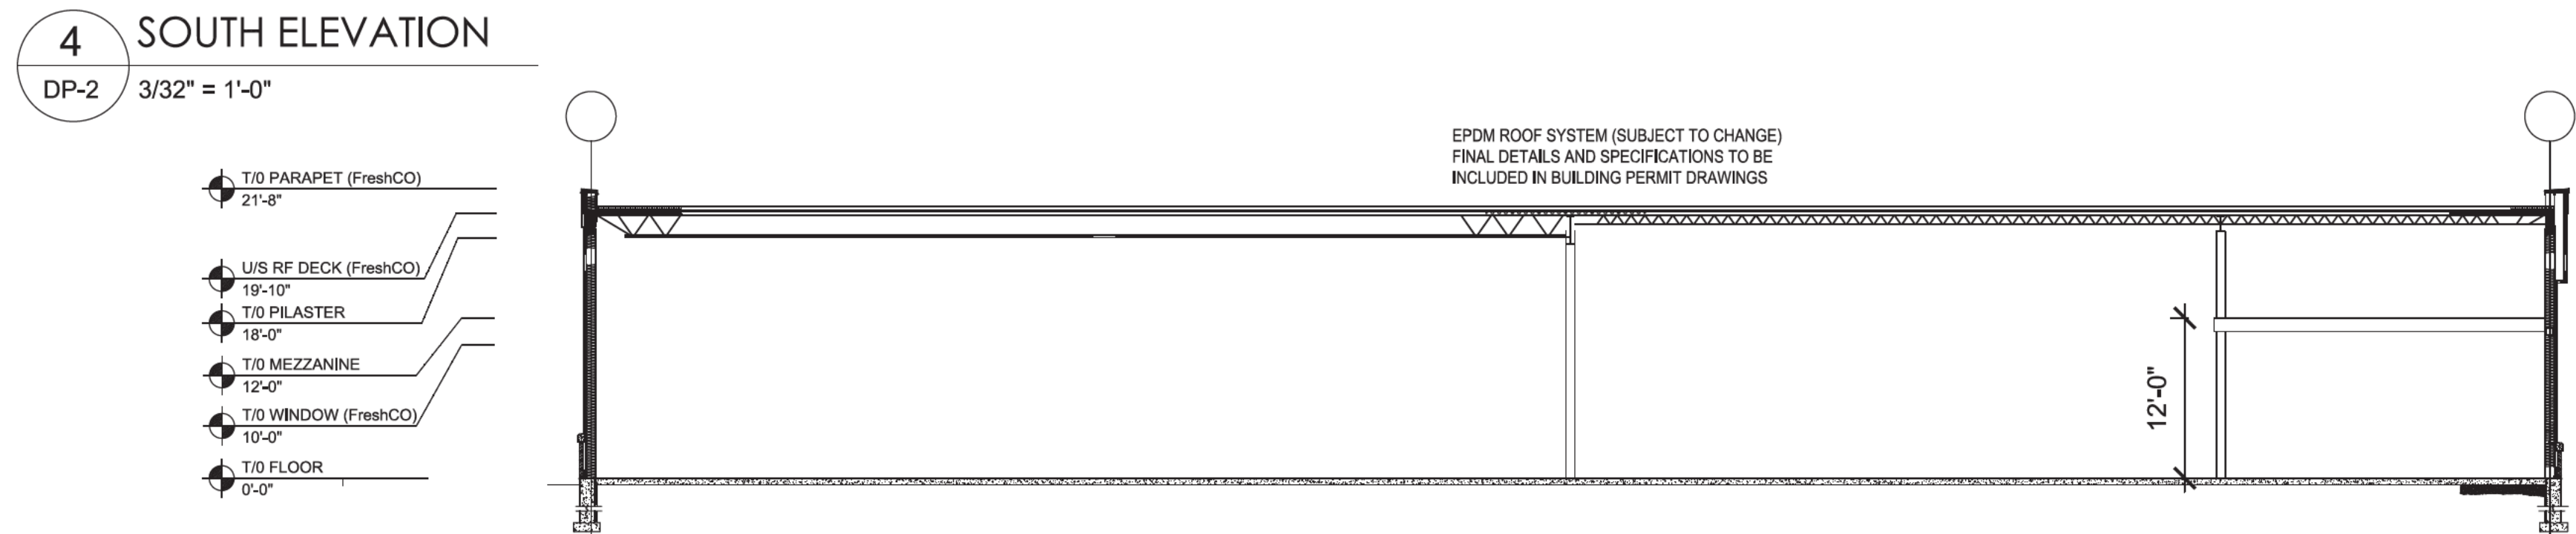 4
SOUTH ELEVATION
DP-2
3/32" = 1'-0"
EPDM ROOF SYSTEM (SUBJECT TO CHANGE)
FINAL DETAILS AND SPECIFICATIONS TO BE
INCLUDED IN BUILDING PERMIT DRAWINGS
T/0 PARAPET (FreshCO)
21'-8"
U/S RF DECK (FreshCO)
19'-10"
T/0 PILASTER
18'-0"
T/0 MEZZANINE
12'-0"
T/0 WINDOW (FreshCO)
10'-0"
T/0 FLOOR
0'-0"
12'-0"